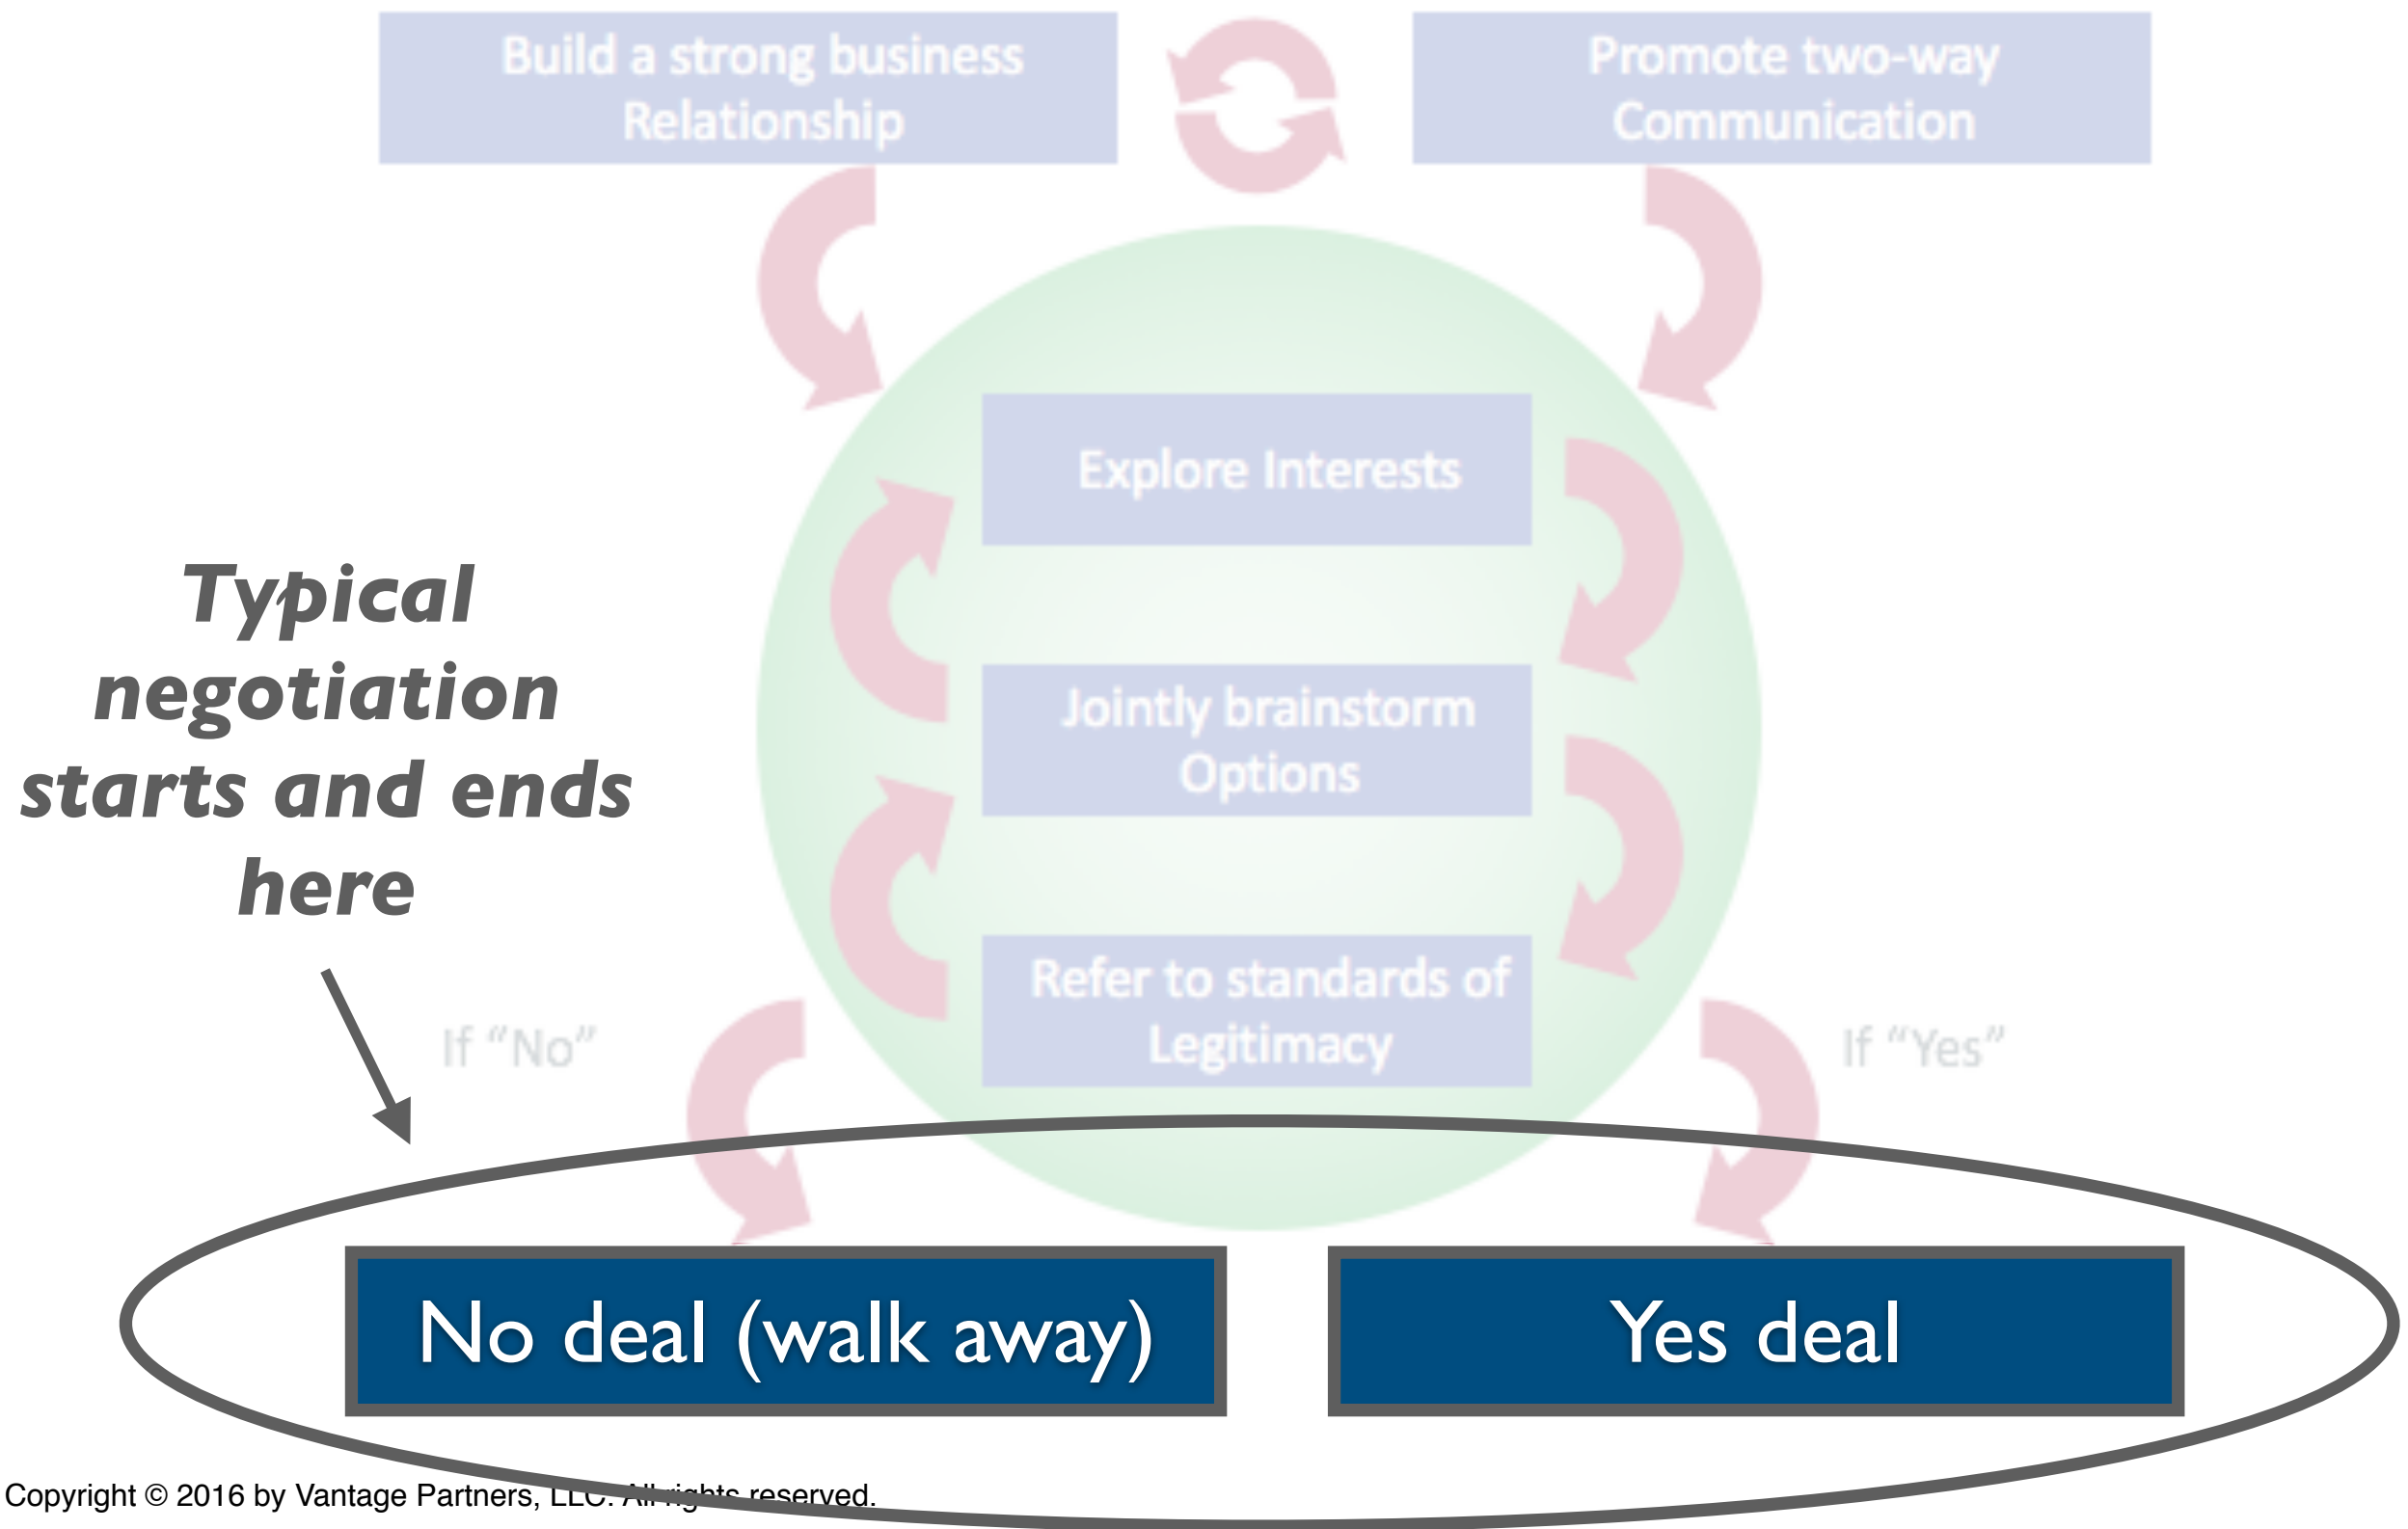 Build a strong business
Relationship
Promote two-way
Communication
Explore Interests
Typical
negotiation
starts and ends
here
Jointly brainstorm
Options
Refer to standards of
Legitimacy
If “No”
If “Yes”
No deal (walk away)
Yes deal
Copyright © 2016 by Vantage Partners, LLC. All rights reserved.